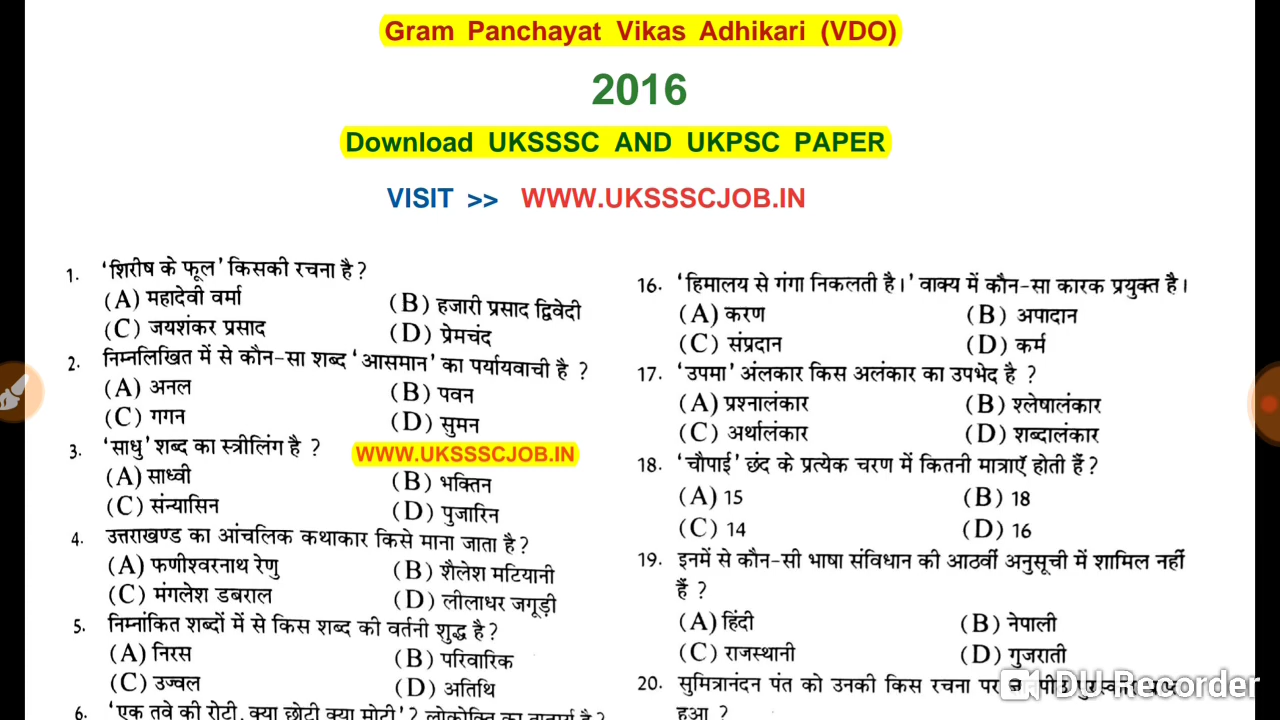 Gram Panchayat Vikas Adhikari (VDO)
2016
Download UKSSSC AND UKPSC PAPER
VISIT >> WWW.UKSSSCJOB.IN
1. 'शिरीष के फूल' किसकी रचना है ?
(A) महादेवी वर्मा (B) हजारी प्रसाद द्विवेदी
(C) जयशंकर प्रसाद (D) प्रेमचंद
2. निम्नलिखित में से कौन-सा शब्द 'आसमान' का पर्यायवाची है ?
(A) अनल (B) पवन
(C) गगन (D) सुमन
3. 'साधु' शब्द का स्त्रीलिंग है ?
WWW.UKSSSCJOB.IN
(A) साध्वी (B) भक्तिन
(C) संन्यासिन (D) पुजारिन
4. उत्तराखण्ड का आंचलिक कथाकार किसे माना जाता है ?
(A) फणीश्वरनाथ रेणु (B) शैलेश मटियानी
(C) मंगलेश डबराल (D) लीलाधर जगूड़ी
5. निम्नांकित शब्दों में से किस शब्द की वर्तनी शुद्ध है ?
(A) निरस (B) परिवारिक
(C) उज्वल (D) अतिथि
6. 'एक तवे की रोटी, क्या छोटी क्या मोटी' ? लोकोक्ति का तात्पर्य है ?
16. 'हिमालय से गंगा निकलती है।' वाक्य में कौन-सा कारक प्रयुक्त है।
(A) करण (B) अपादान
(C) संप्रदान (D) कर्म
17. 'उपमा' अंलकार किस अलंकार का उपभेद है ?
(A) प्रश्नालंकार (B) श्लेषालंकार
(C) अर्थालंकार (D) शब्दालंकार
18. 'चौपाई' छंद के प्रत्येक चरण में कितनी मात्राएँ होती हैं ?
(A) 15 (B) 18
(C) 14 (D) 16
19. इनमें से कौन-सी भाषा संविधान की आठवीं अनुसूची में शामिल नहीं
हैं ?
(A) हिंदी (B) नेपाली
(C) राजस्थानी (D) गुजराती
20. सुमित्रानंदन पंत को उनकी किस रचना पर
हुआ ?
DU Recorder